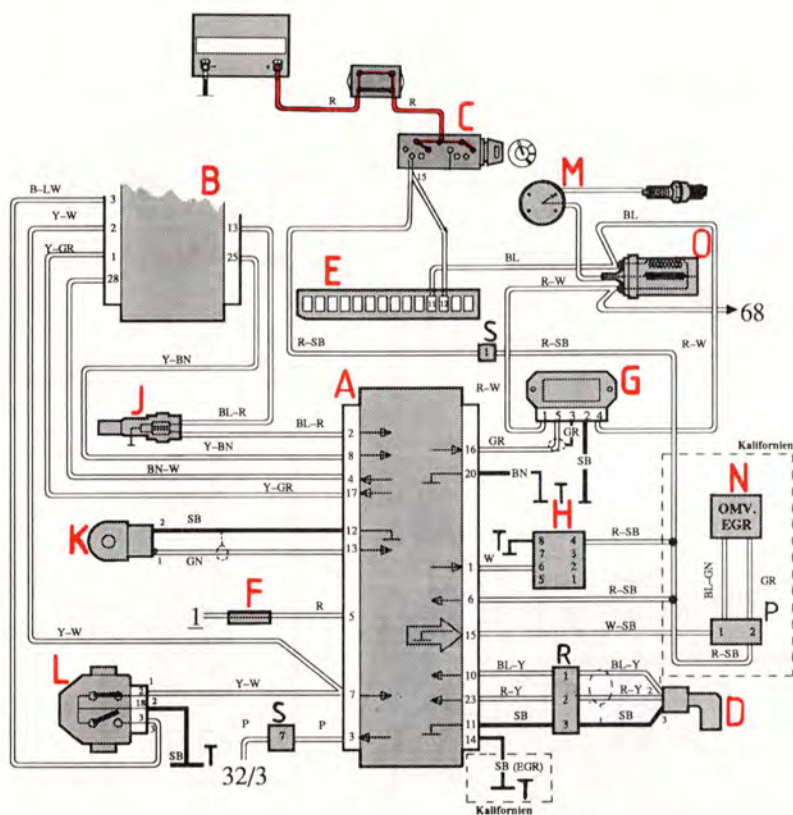 R R
C
15
B-LW
B
Y-W
Y-GR
3
2
1
28
13
25
M
BL
O
BL
E
11 12
R-W
68
R-SB
S
1
R-SB
R-W
Y-BN
A
R-W
G
1 5 3 2 4
Kalifornien
J
BL-R
BL-R
Y-BN
BN-W
Y-GR
2
8
4
17
GR
GR
SB
16
20
BN
T
T
N
OMV.
EGR
K
2
SB
1
GN
12
13
H
T
8 4
7 3
6 2
5 1
R-SB
1
W
BL-GN
GR
P
F
1
R
5
6
R-SB
15
W-SB
1 2
R-SB
Y-W
L
1
18
2
3
3
Y-W
SB
T
7
10
BL-Y
R
1
BL-Y
23
R-Y
2
R-Y
2
11
SB
3
SB
3
D
P
S
7
P
3
14
32/3
SB (EGR)
T
Kalifornien